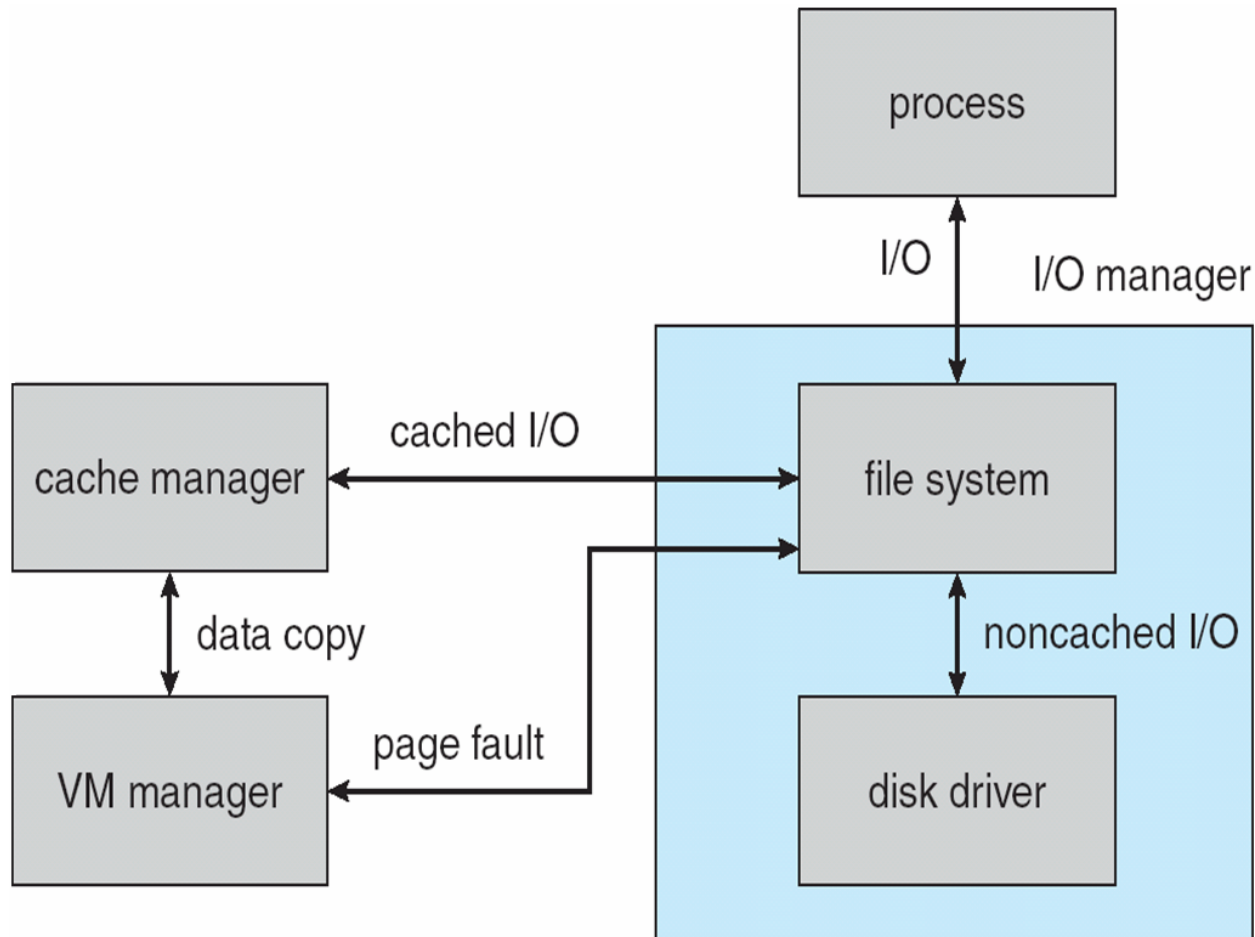 process
I/O
I/O manager
cached I/O
cache manager
file system
data copy
noncached I/O
page fault
VM manager
disk driver